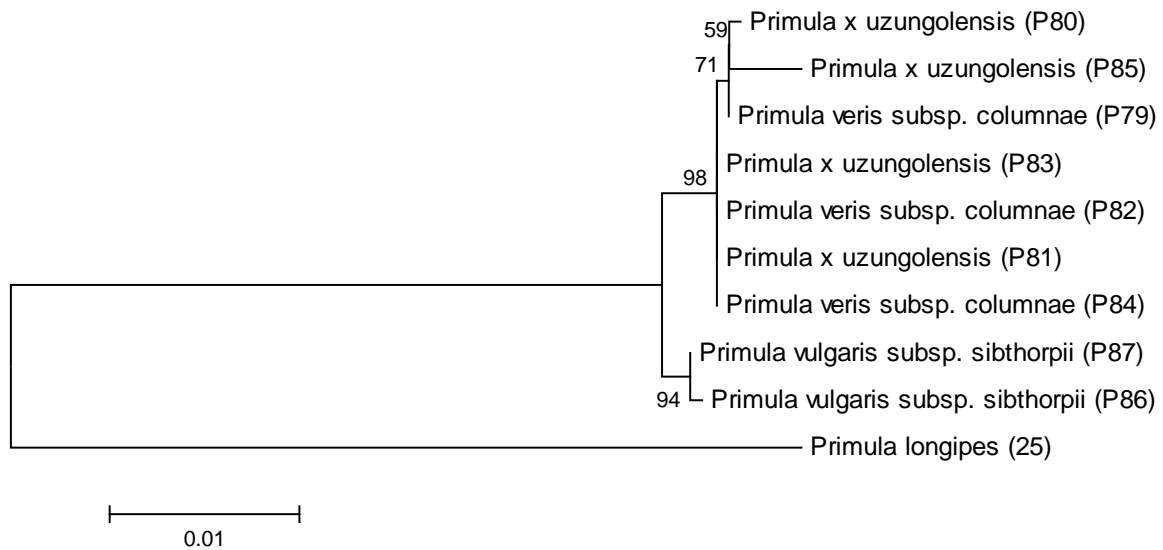 Primula x uzungolensis (P80)
59
Primula x uzungolensis (P85)
71
Primula veris subsp. columnae (P79)
Primula x uzungolensis (P83)
98
Primula veris subsp. columnae (P82)
Primula x uzungolensis (P81)
Primula veris subsp. columnae (P84)
Primula vulgaris subsp. sibthorpii (P87)
94
Primula vulgaris subsp. sibthorpii (P86)
Primula longipes (25)
0.01